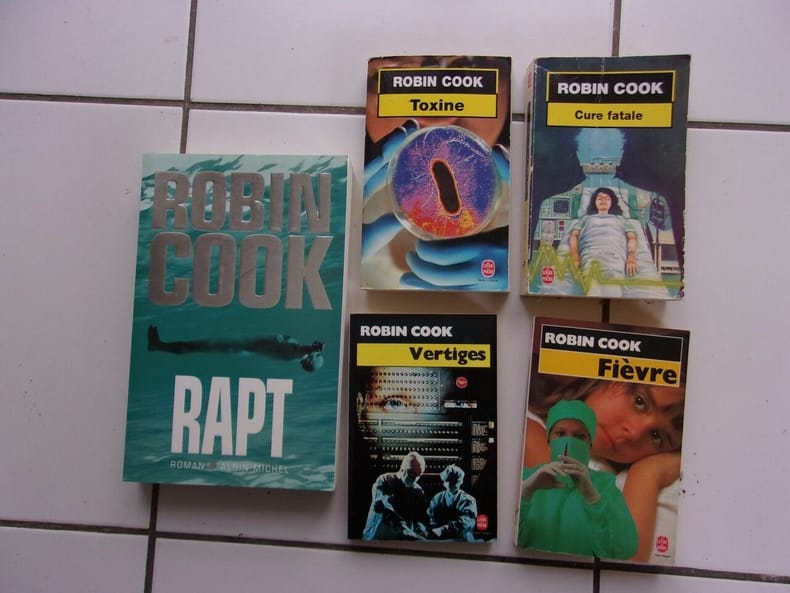 ROBIN
COOK
RAPT
ROMAN ALBIN MICHEL
ROBIN COOK
Toxine
ROBIN COOK
Cure fatale
ROBIN COOK
Vertiges
ROBIN COOK
Fièvre